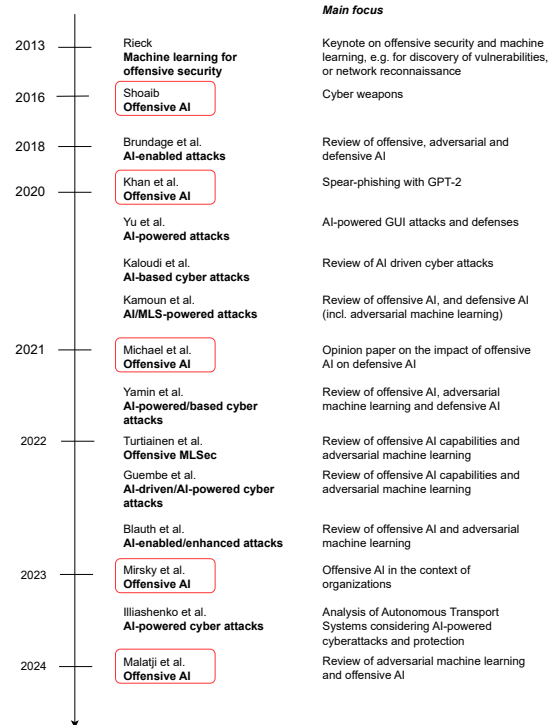 Main focus
2013
Rieck
Machine learning for
offensive security
Keynote on offensive security and machine
learning, e.g. for discovery of vulnerabilities,
or network reconnaissance
2016
Shoaib
Offensive AI
Cyber weapons
2018
Brundage et al.
AI-enabled attacks
Review of offensive, adversarial and
defensive AI
2020
Khan et al.
Offensive AI
Spear-phishing with GPT-2
Yu et al.
AI-powered attacks
AI-powered GUI attacks and defenses
Kaloudi et al.
AI-based cyber attacks
Review of AI driven cyber attacks
Kamoun et al.
AI/MLS-powered attacks
Review of offensive AI, and defensive AI
(incl. adversarial machine learning)
2021
Michael et al.
Offensive AI
Opinion paper on the impact of offensive
AI on defensive AI
Yamin et al.
AI-powered/based cyber
attacks
Review of offensive AI, adversarial
machine learning and defensive AI
2022
Turtiainen et al.
Offensive MLSec
Review of offensive AI capabilities and
adversarial machine learning
Guembe et al.
AI-driven/AI-powered cyber
attacks
Review of offensive AI capabilities and
adversarial machine learning
Blauth et al.
AI-enabled/enhanced attacks
Review of offensive AI and adversarial
machine learning
2023
Mirsky et al.
Offensive AI
Offensive AI in the context of
organizations
Illiashenko et al.
AI-powered cyber attacks
Analysis of Autonomous Transport
Systems considering AI-powered
cyberattacks and protection
2024
Malatji et al.
Offensive AI
Review of adversarial machine learning
and offensive AI